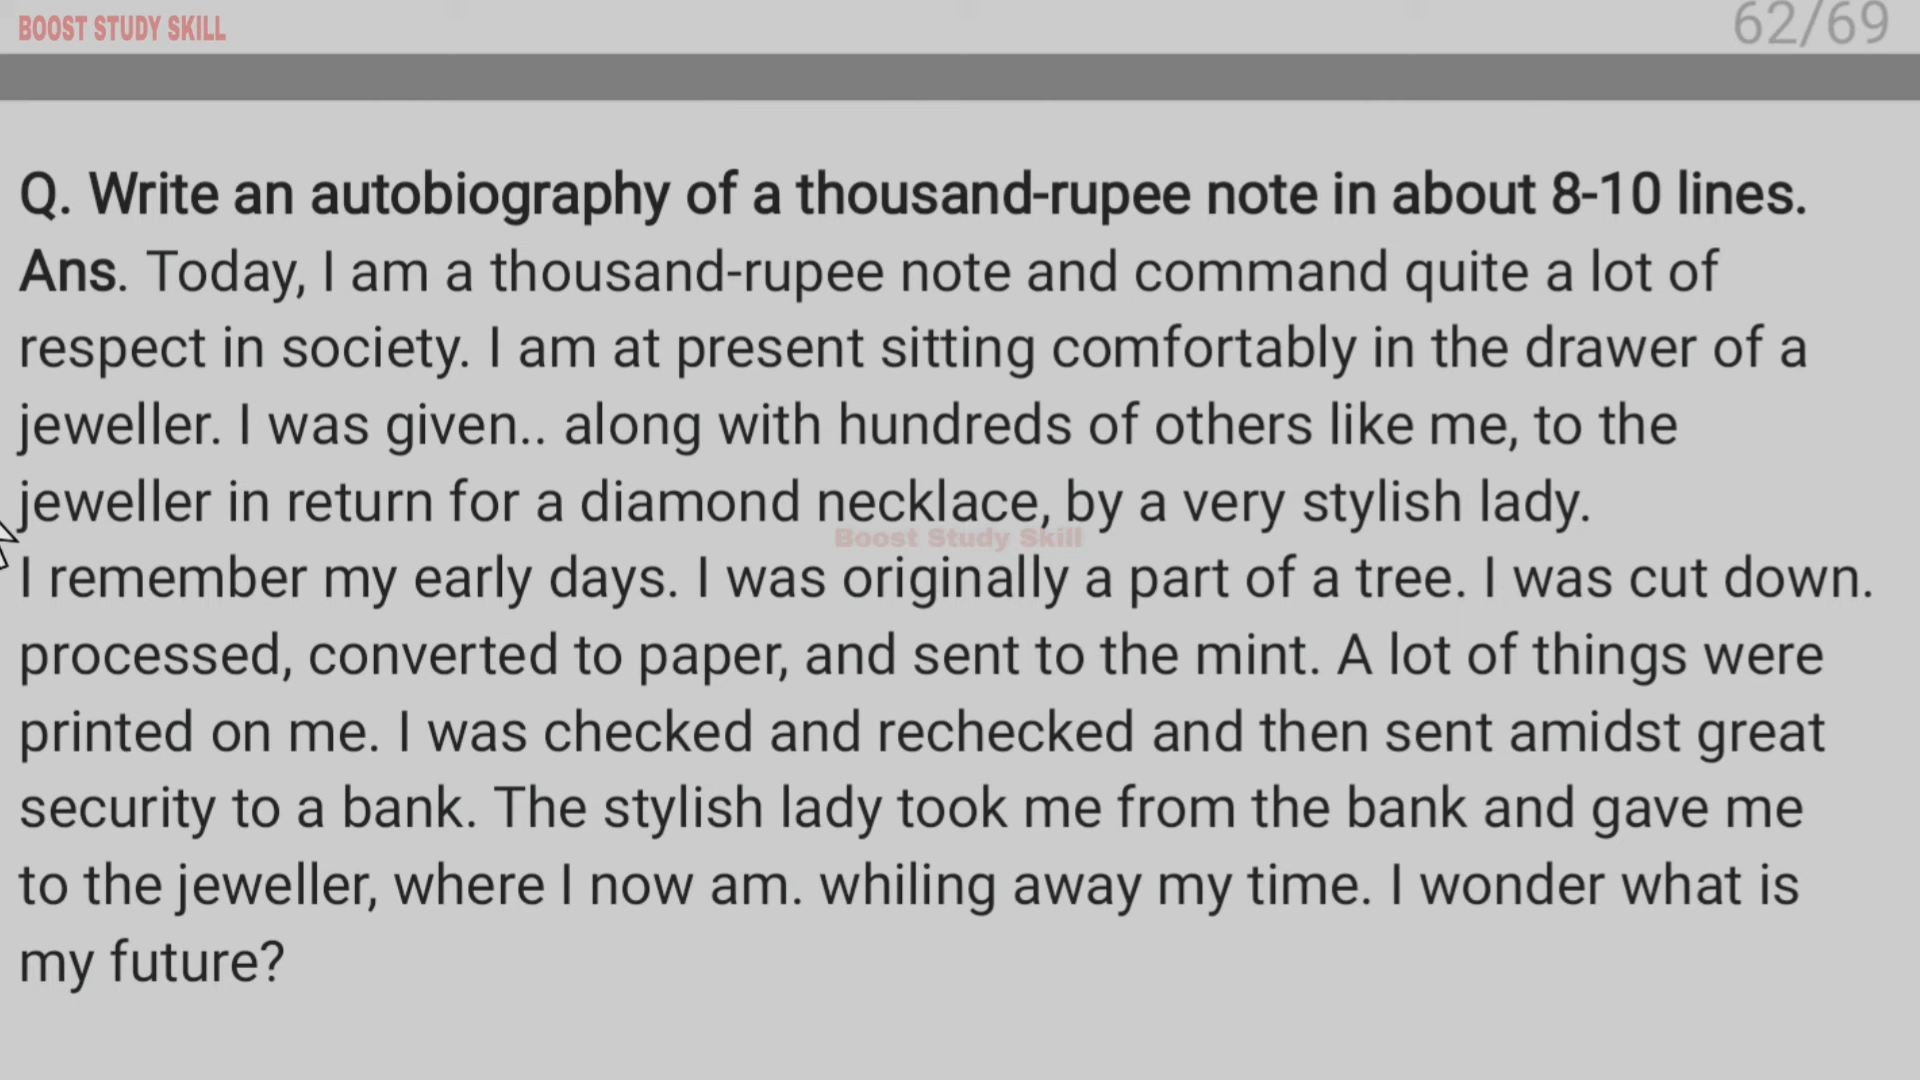 BOOST STUDY SKILL
62/69
Q. Write an autobiography of a thousand-rupee note in about 8-10 lines.
Ans. Today, I am a thousand-rupee note and command quite a lot of
respect in society. I am at present sitting comfortably in the drawer of a
jeweller. I was given.. along with hundreds of others like me, to the
jeweller in return for a diamond necklace, by a very stylish lady.
Boost Study Skill
I remember my early days. I was originally a part of a tree. I was cut down.
processed, converted to paper, and sent to the mint. A lot of things were
printed on me. I was checked and rechecked and then sent amidst great
security to a bank. The stylish lady took me from the bank and gave me
to the jeweller, where I now am. whiling away my time. I wonder what is
my future?